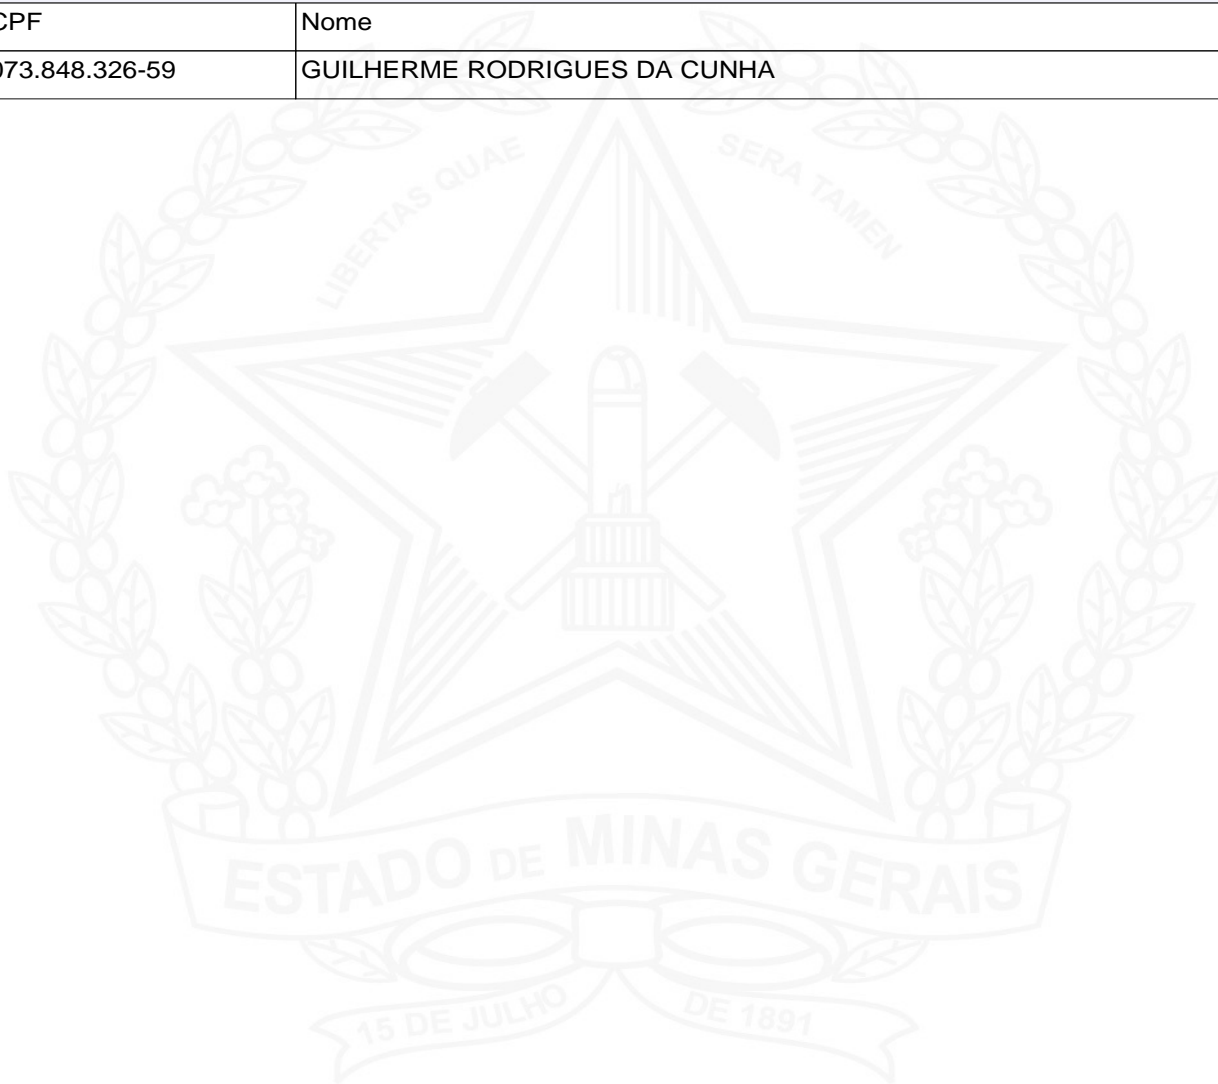 CPF Nome
073.848.326-59 GUILHERME RODRIGUES DA CUNHA
LIBERTAS QUAE SERA TAMEN
ESTADO DE MINAS GERAIS
15 DE JULHO DE 1891